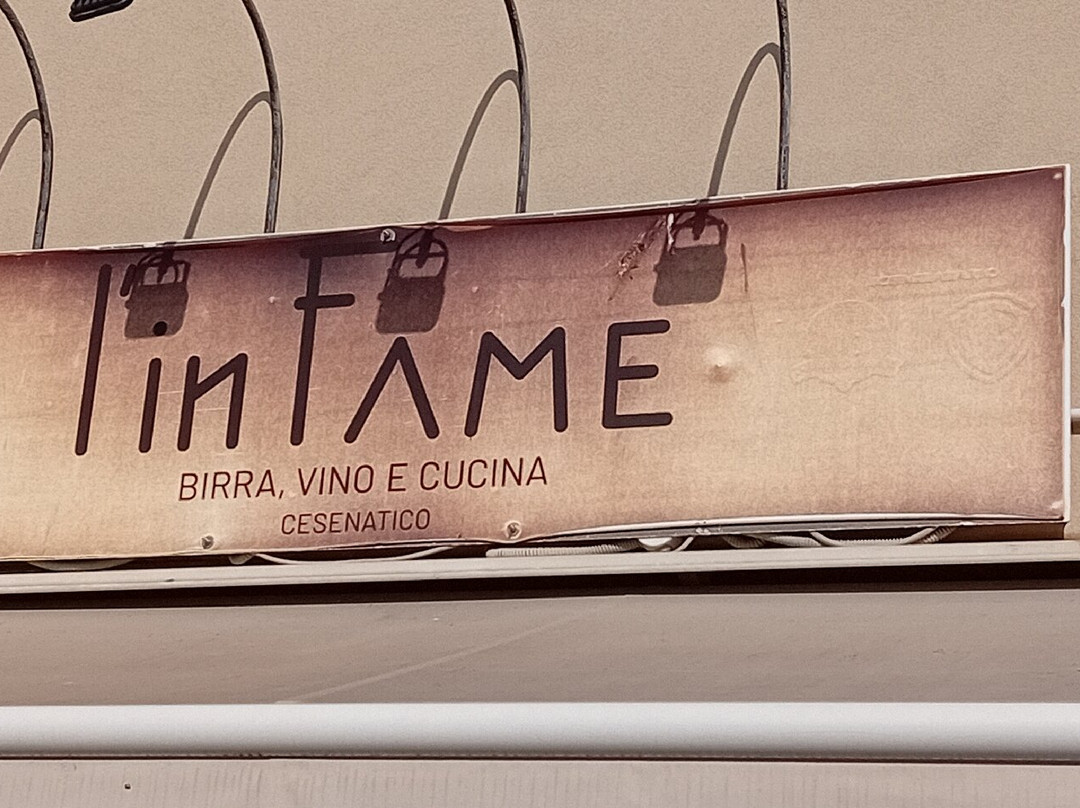 l'inFAME
BIRRA, VINO E CUCINA
CESENATICO